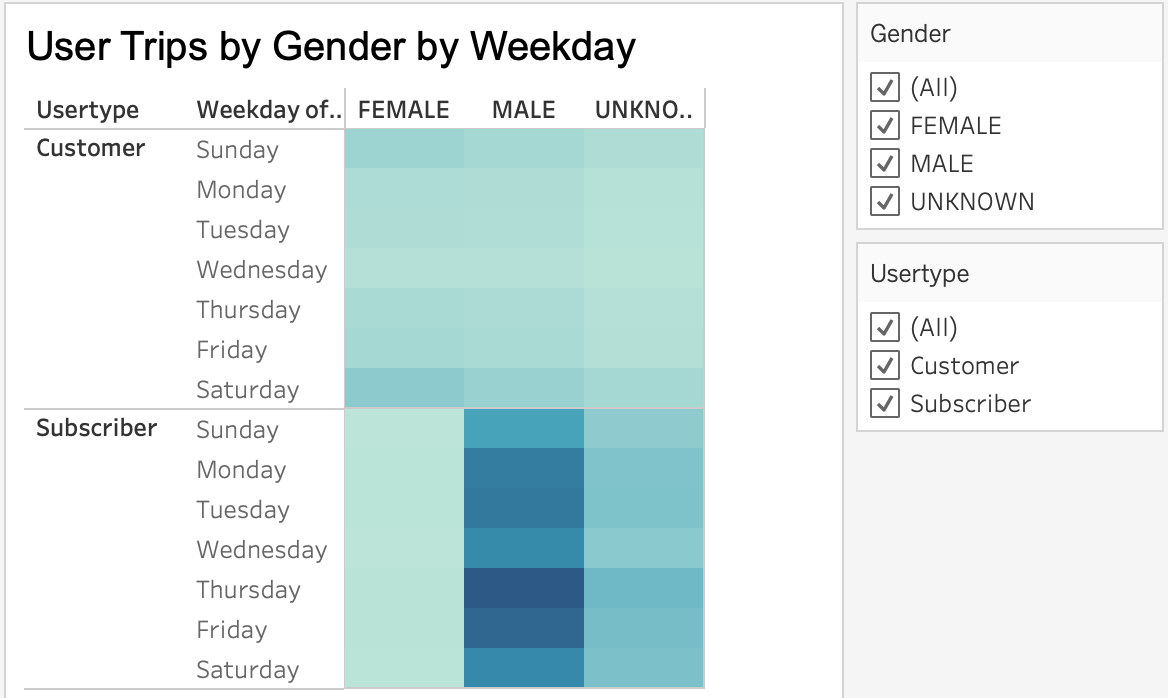 User Trips by Gender by Weekday
Usertype Weekday of.. FEMALE MALE UNKNO..
Customer Sunday
Monday
Tuesday
Wednesday
Thursday
Friday
Saturday
Subscriber Sunday
Monday
Tuesday
Wednesday
Thursday
Friday
Saturday
Gender
(All)
FEMALE
MALE
UNKNOWN
Usertype
(All)
Customer
Subscriber